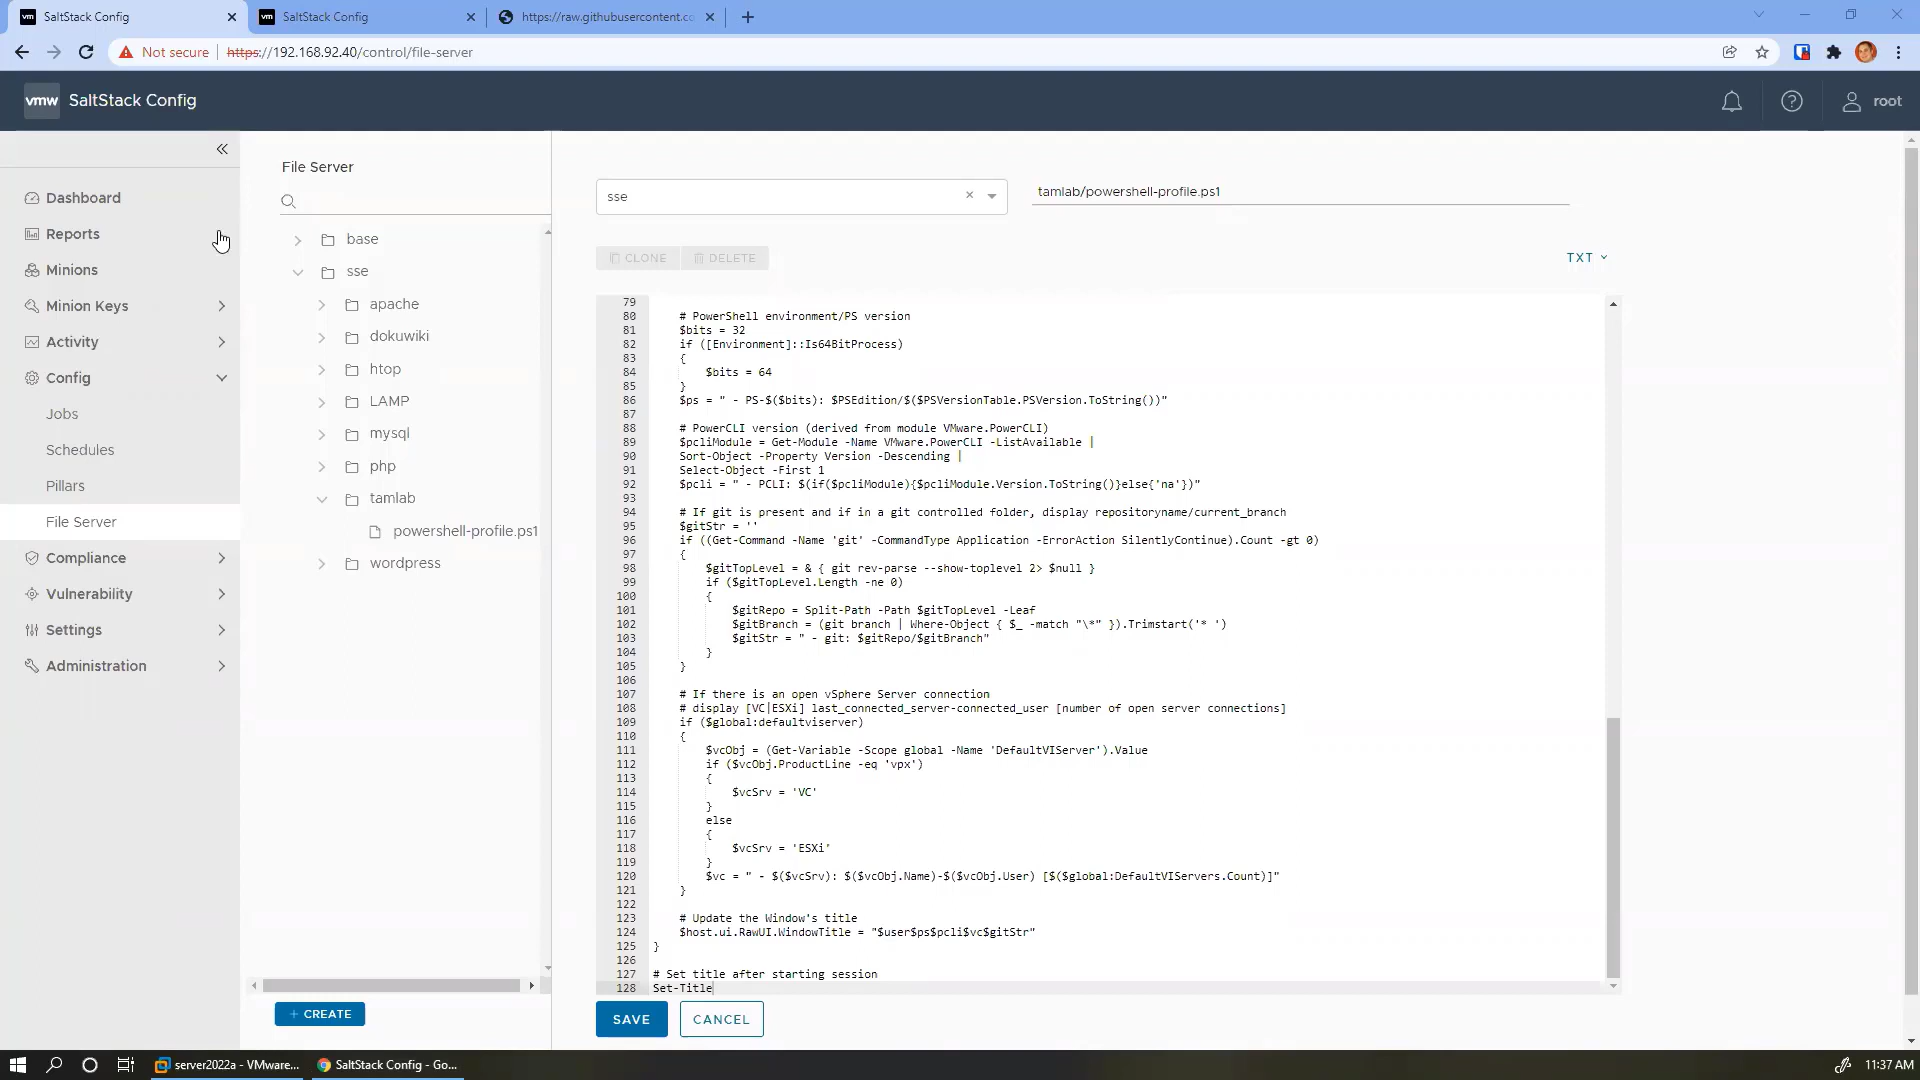 vm SaltStack Config
vm SaltStack Config
https://raw.githubusercontent.co
Not secure https://192.168.92.40/control/file-server
vmw SaltStack Config
root
Dashboard
Reports
Minions
Minion Keys
Activity
Config
Jobs
Schedules
Pillars
File Server
Compliance
Vulnerability
Settings
Administration
File Server
base
sse
apache
dokuwiki
htop
LAMP
mysql
php
tamlab
powershell-profile.ps1
wordpress
+ CREATE
sse
tamlab/powershell-profile.ps1
CLONE DELETE
TXT
79
80 # PowerShell environment/PS version
81 $bits = 32
82 if ([Environment]::Is64BitProcess)
83 {
84 $bits = 64
85 }
86 $ps = " - PS-$($bits): $PSEdition/$($PSVersionTable.PSVersion.ToString())"
87
88 # PowerCLI version (derived from module VMware.PowerCLI)
89 $pcliModule = Get-Module -Name VMware.PowerCLI -ListAvailable |
90 Sort-Object -Property Version -Descending |
91 Select-Object -First 1
92 $pcli = " - PCLI: $(if($pcliModule){$pcliModule.Version.ToString()}else{'na'})"
93
94 # If git is present and if in a git controlled folder, display repositoryname/current_branch
95 $gitStr = ''
96 if ((Get-Command -Name 'git' -CommandType Application -ErrorAction SilentlyContinue).Count -gt 0)
97 {
98 $gitTopLevel = & { git rev-parse --show-toplevel 2> $null }
99 if ($gitTopLevel.Length -ne 0)
100 {
101 $gitRepo = Split-Path -Path $gitTopLevel -Leaf
102 $gitBranch = (git branch | Where-Object { $_ -match "\*" }).Trimstart('* ')
103 $gitStr = " - git: $gitRepo/$gitBranch"
104 }
105 }
106
107 # If there is an open vSphere Server connection
108 # display [VC|ESXi] last_connected_server-connected_user [number of open server connections]
109 if ($global:defaultviserver)
110 {
111 $vcObj = (Get-Variable -Scope global -Name 'DefaultVIServer').Value
112 if ($vcObj.ProductLine -eq 'vpx')
113 {
114 $vcSrv = 'VC'
115 }
116 else
117 {
118 $vcSrv = 'ESXi'
119 }
120 $vc = " - $($vcSrv): $($vcObj.Name)-$($vcObj.User) [$($global:DefaultVIServers.Count)]"
121 }
122
123 # Update the Window's title
124 $host.ui.RawUI.WindowTitle = "$user$ps$pcli$vc$gitStr"
125 }
126
127 # Set title after starting session
128 Set-Title
SAVE CANCEL
server2022a - VMware...
SaltStack Config - Go...
11:37 AM